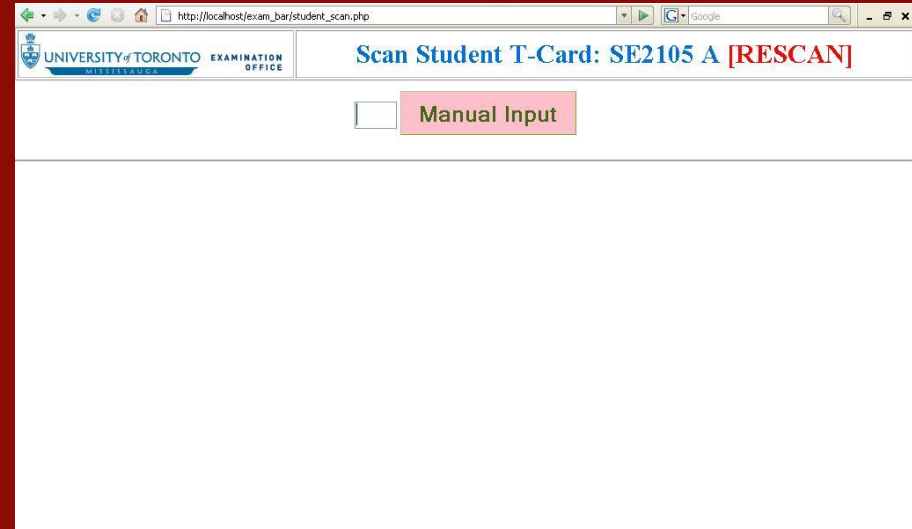 http://localhost/exam_bar/student_scan.php
Google
UNIVERSITY of TORONTO
MISSISSAUGA
EXAMINATION
OFFICE
Scan Student T-Card: SE2105 A [RESCAN]
Manual Input